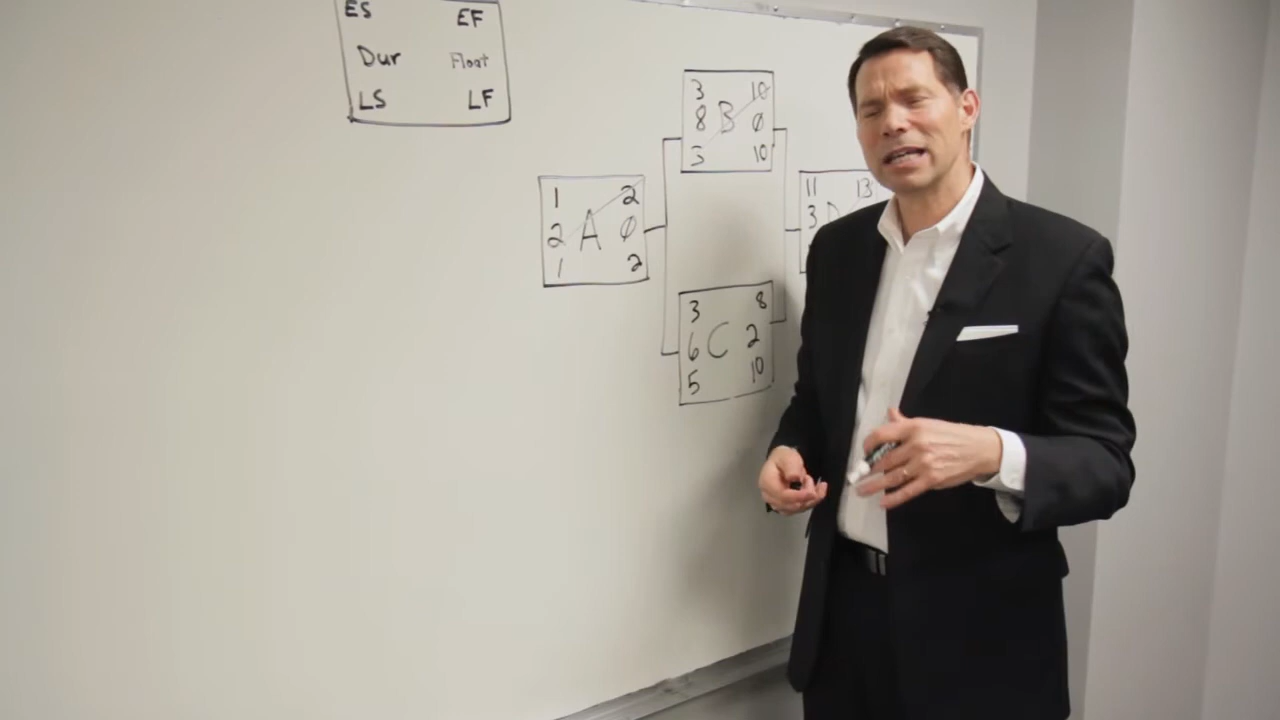 ES EF
Dur Float
LS LF
3 10
8 B 0
3 10
1 2
2 A 0
1 2
11 13
3 D
3 8
6 C 2
5 10